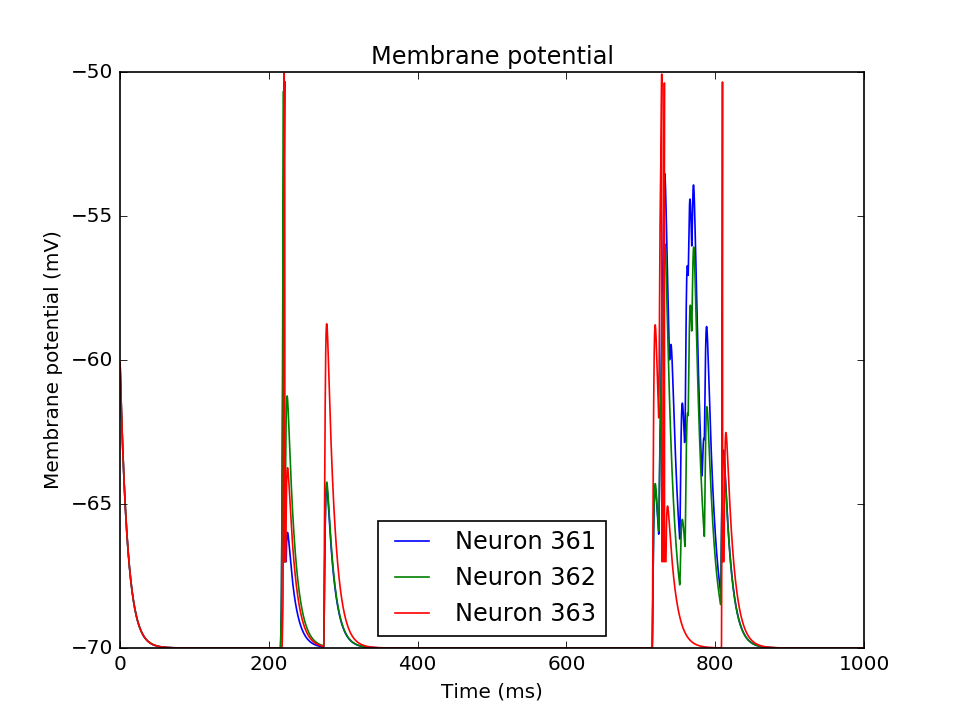 Membrane potential
Membrane potential (mV)
−50
−55
−60
−65
−70
Neuron 361
Neuron 362
Neuron 363
0 200 400 600 800 1000
Time (ms)